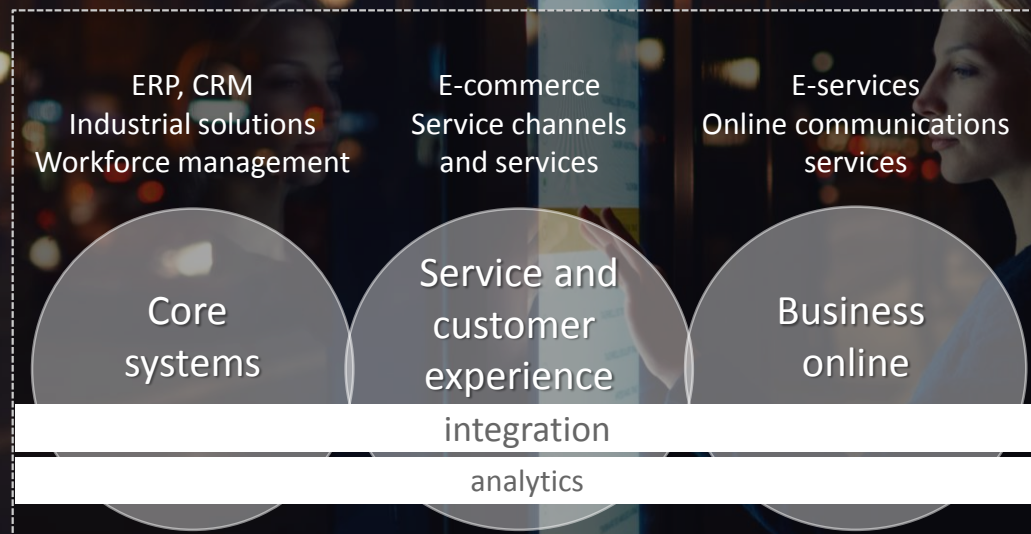 ERP, CRM
Industrial solutions
Workforce management
E-commerce
Service channels
and services
E-services
Online communications
services
Core
systems
Service and
customer
experience
Business
online
integration
analytics